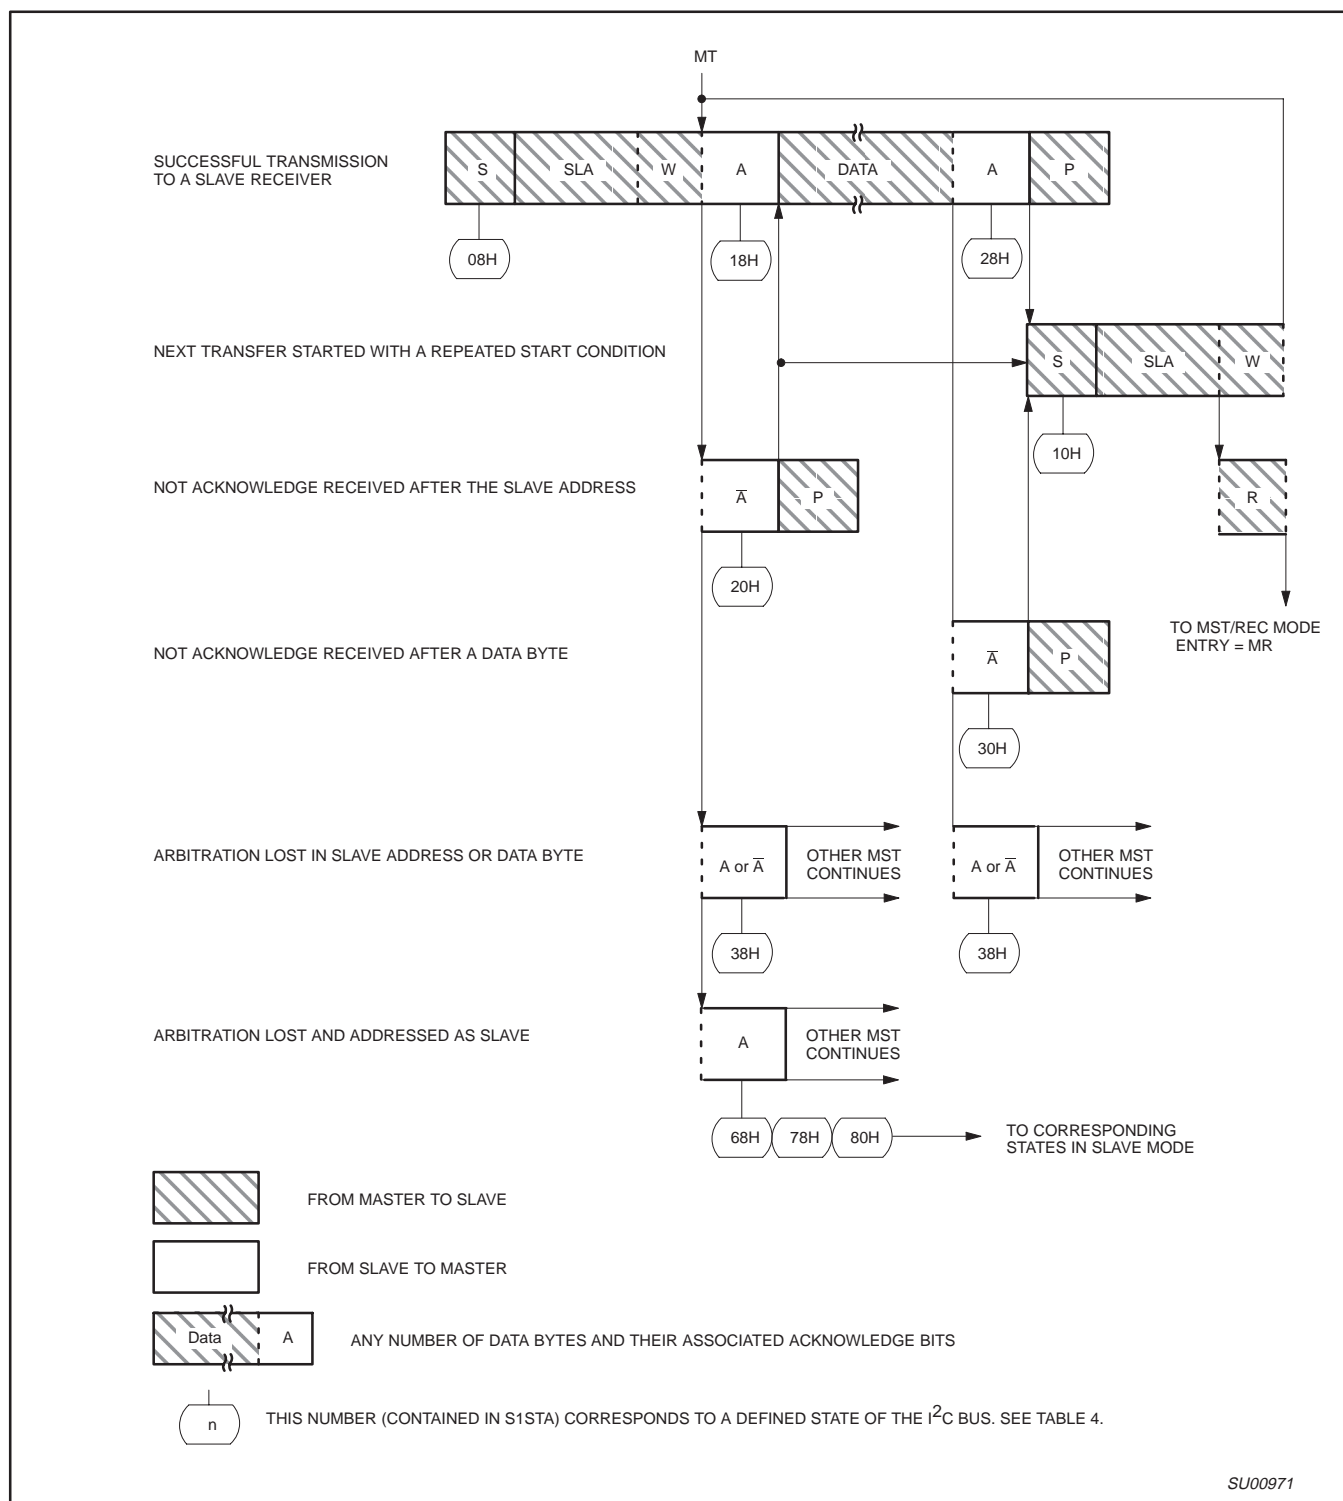 MT
SUCCESSFUL TRANSMISSION
TO A SLAVE RECEIVER
S SLA W A DATA A P
08H 18H 28H
NEXT TRANSFER STARTED WITH A REPEATED START CONDITION
S SLA W
10H
NOT ACKNOWLEDGE RECEIVED AFTER THE SLAVE ADDRESS
A̅ P
R
20H
TO MST/REC MODE
ENTRY = MR
NOT ACKNOWLEDGE RECEIVED AFTER A DATA BYTE
A̅ P
30H
ARBITRATION LOST IN SLAVE ADDRESS OR DATA BYTE
A or A̅
OTHER MST
CONTINUES
A or A̅
OTHER MST
CONTINUES
38H 38H
ARBITRATION LOST AND ADDRESSED AS SLAVE
A
OTHER MST
CONTINUES
68H 78H 80H
TO CORRESPONDING
STATES IN SLAVE MODE
FROM MASTER TO SLAVE
FROM SLAVE TO MASTER
Data A
ANY NUMBER OF DATA BYTES AND THEIR ASSOCIATED ACKNOWLEDGE BITS
n
THIS NUMBER (CONTAINED IN S1STA) CORRESPONDS TO A DEFINED STATE OF THE I²C BUS. SEE TABLE 4.
SU00971